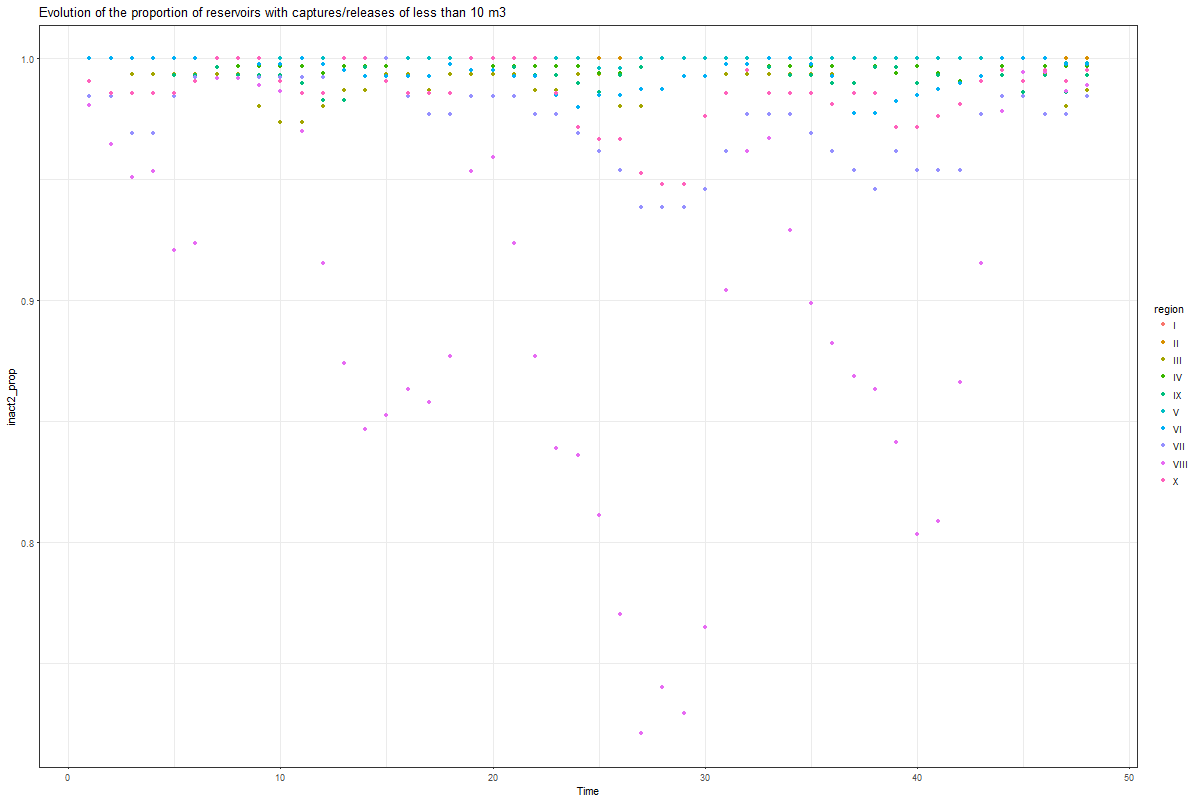 Evolution of the proportion of reservoirs with captures/releases of less than 10 m3
1.0
0.9
0.8
inact2_prop
0 10 20 30 40 50
Time
region
I
II
III
IV
IX
V
VI
VII
VIII
X